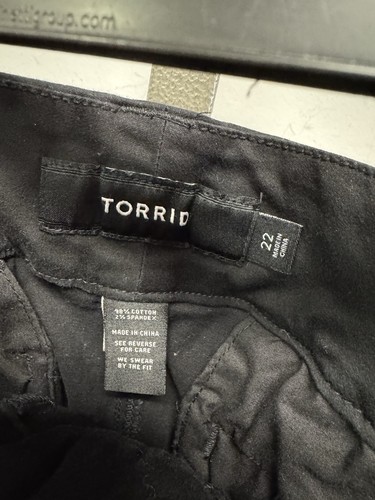 group.com
TORRID
22
MADE IN
CHINA
98% COTTON
2% SPANDEX
MADE IN CHINA
SEE REVERSE
FOR CARE
WE SWEAR
BY THE FIT